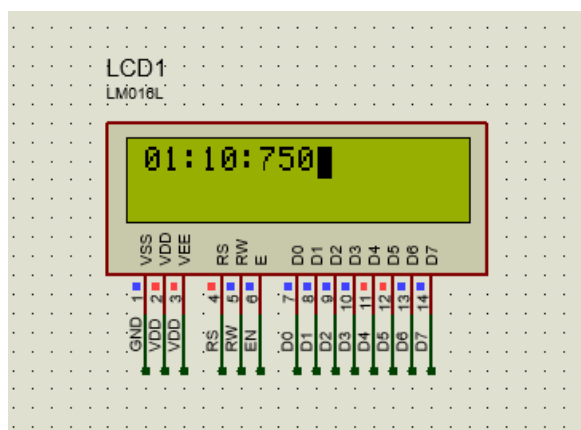 LCD1
LM016L
01:10:750
VSS VDD VEE RS RW E D0 D1 D2 D3 D4 D5 D6 D7
1 2 3 4 5 6 7 8 9 10 11 12 13 14
GND VDD VDD RS RW EN D0 D1 D2 D3 D4 D5 D6 D7